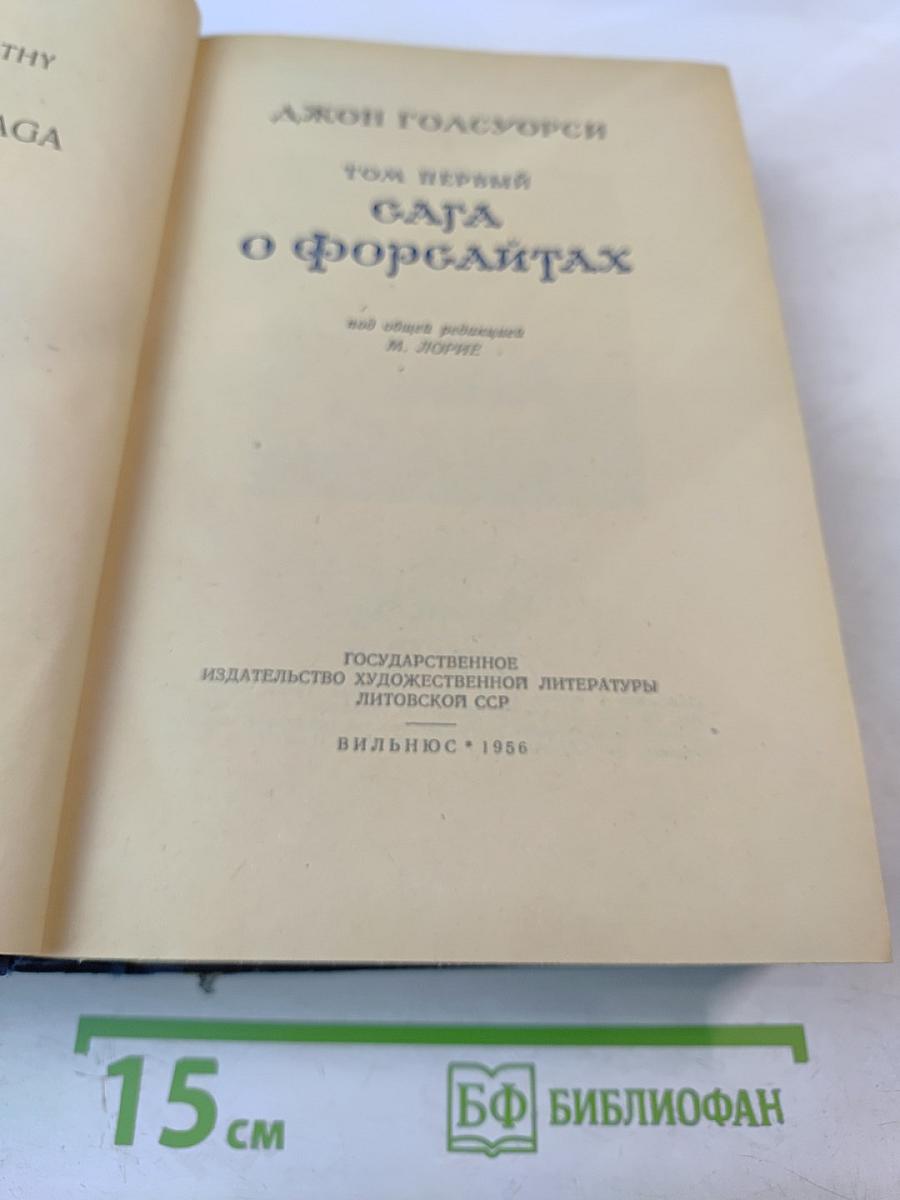 THY
AGA
ДЖОН ГОЛСУОРСИ
ТОМ ПЕРВЫЙ
САГА
О ФОРСАЙТАХ
под общей редакцией
М. ЛОРИЕ
ГОСУДАРСТВЕННОЕ
ИЗДАТЕЛЬСТВО ХУДОЖЕСТВЕННОЙ ЛИТЕРАТУРЫ
ЛИТОВСКОЙ ССР
ВИЛЬНЮС * 1956
15 см
БФ БИБЛИОФАН